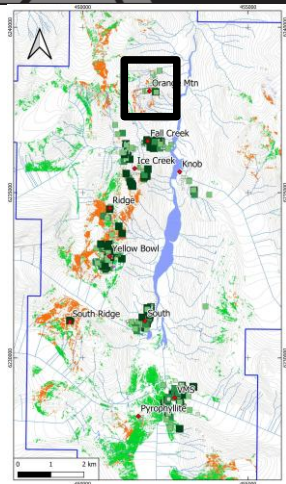 Orange Mtn
Fall Creek
Ice Creek
Knob
Ridge
Yellow Bowl
South Ridge
South
VMS
Pyrophyllite
0 1 2 km